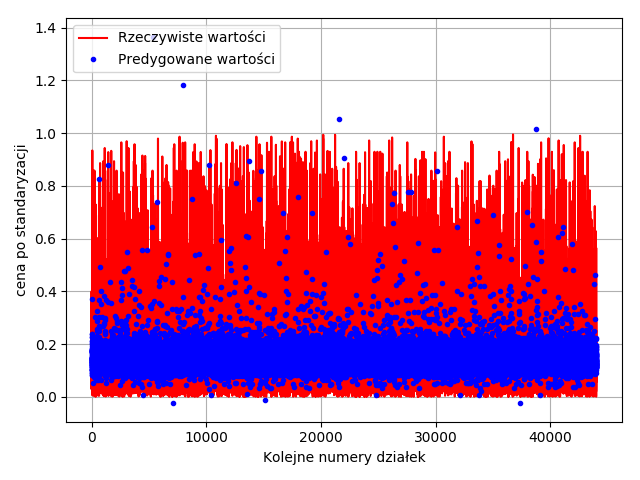 Rzeczywiste wartości
Predygowane wartości
cena po standaryzacji
1.4
1.2
1.0
0.8
0.6
0.4
0.2
0.0
0 10000 20000 30000 40000
Kolejne numery działek